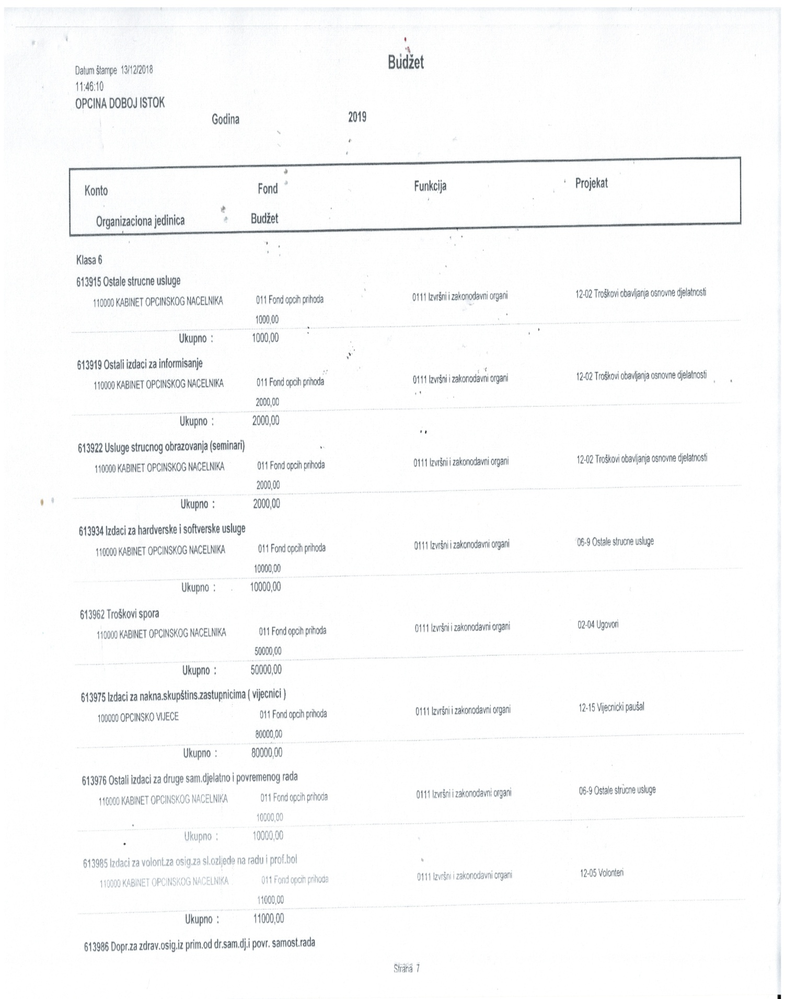 Budžet
Datum štampe 13/12/2018
11:46:10
OPCINA DOBOJ ISTOK
Godina 2019
Konto Fond Funkcija Projekat
Organizaciona jedinica Budžet
Klasa 6
613915 Ostale strucne usluge
110000 KABINET OPCINSKOG NACELNIKA 011 Fond opcih prihoda 0111 Izvršni i zakonodavni organi 12-02 Troškovi obavljanja osnovne djelatnosti
1000,00
Ukupno : 1000,00
613919 Ostali izdaci za informisanje
110000 KABINET OPCINSKOG NACELNIKA 011 Fond opcih prihoda 0111 Izvršni i zakonodavni organi 12-02 Troškovi obavljanja osnovne djelatnosti
2000,00
Ukupno : 2000,00
613922 Usluge strucnog obrazovanja (seminari)
110000 KABINET OPCINSKOG NACELNIKA 011 Fond opcih prihoda 0111 Izvršni i zakonodavni organi 12-02 Troškovi obavljanja osnovne djelatnosti
2000,00
Ukupno : 2000,00
613934 Izdaci za hardverske i softverske usluge
110000 KABINET OPCINSKOG NACELNIKA 011 Fond opcih prihoda 0111 Izvršni i zakonodavni organi 06-9 Ostale strucne usluge
10000,00
Ukupno : 10000,00
613962 Troškovi spora
110000 KABINET OPCINSKOG NACELNIKA 011 Fond opcih prihoda 0111 Izvršni i zakonodavni organi 02-04 Ugovori
50000,00
Ukupno : 50000,00
613975 Izdaci za nakna.skupštins.zastupnicima ( vijecnici )
100000 OPCINSKO VIJECE 011 Fond opcih prihoda 0111 Izvršni i zakonodavni organi 12-15 Vijecnicki paušal
80000,00
Ukupno : 80000,00
613976 Ostali izdaci za druge sam.djelatno i povremenog rada
110000 KABINET OPCINSKOG NACELNIKA 011 Fond opcih prihoda 0111 Izvršni i zakonodavni organi 06-9 Ostale strucne usluge
10000,00
Ukupno : 10000,00
613985 Izdaci za volont.za osig.za sl.ozljede na radu i prof.bol
110000 KABINET OPCINSKOG NACELNIKA 011 Fond opcih prihoda 0111 Izvršni i zakonodavni organi 12-05 Volonteri
11000,00
Ukupno : 11000,00
613986 Dopr.za zdrav.osig.iz prim.od dr.sam.dj.i povr. samost.rada
Strana 7